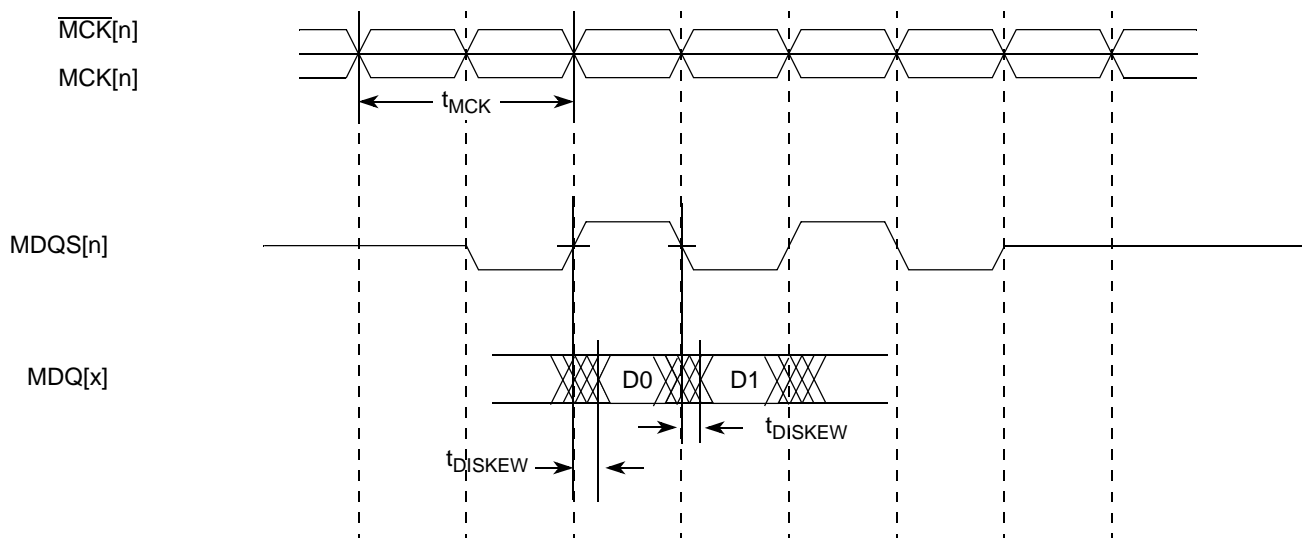 MCK[n]
MCK[n]
tMCK
MDQS[n]
MDQ[x]
D0
D1
tDISKEW
tDISKEW